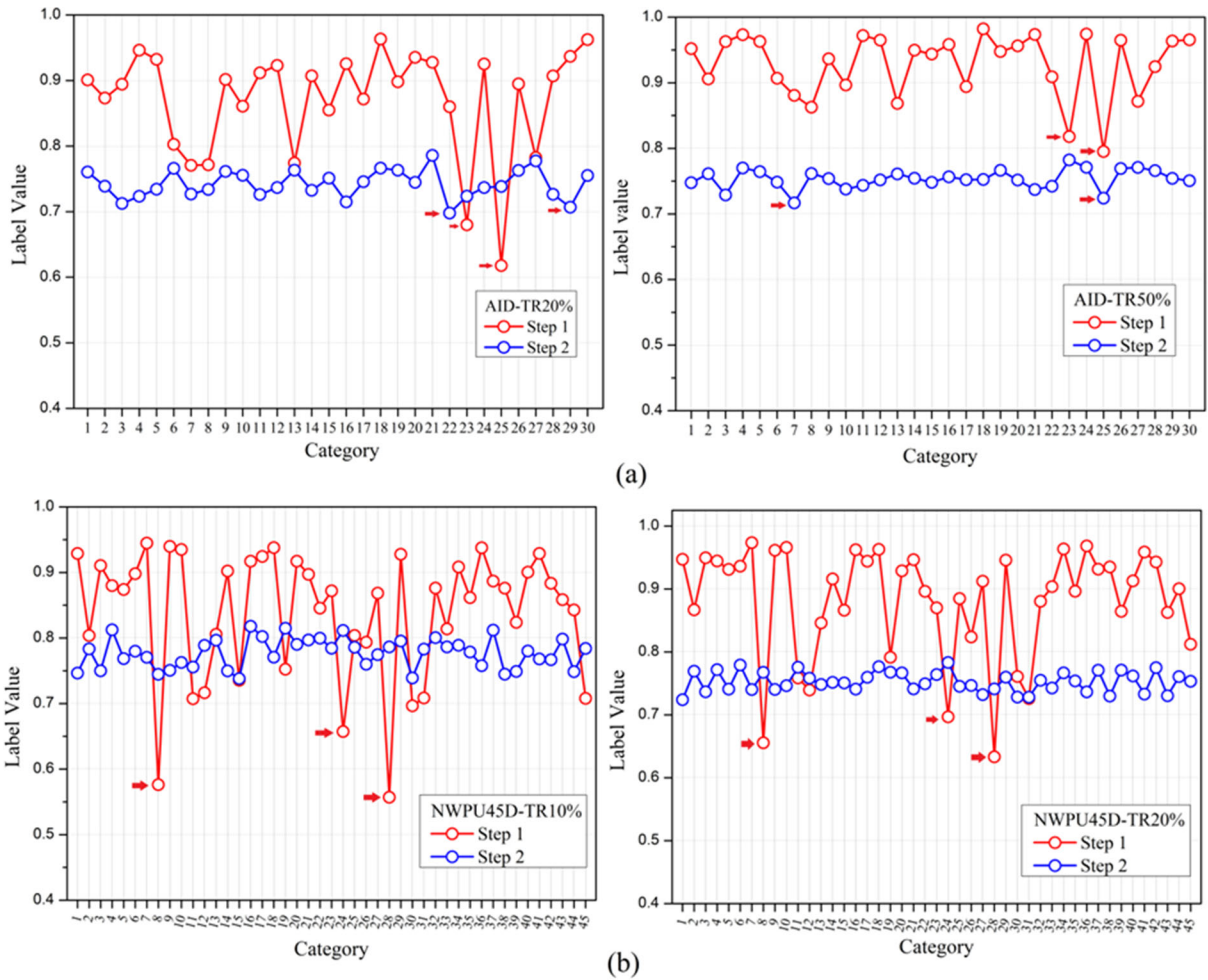 1.0
0.9
0.8
0.7
0.6
0.5
0.4
Label Value
AID-TR20%
Step 1
Step 2
1 2 3 4 5 6 7 8 9 10 11 12 13 14 15 16 17 18 19 20 21 22 23 24 25 26 27 28 29 30
Category
1.0
0.9
0.8
0.7
0.6
0.5
0.4
Label value
AID-TR50%
Step 1
Step 2
1 2 3 4 5 6 7 8 9 10 11 12 13 14 15 16 17 18 19 20 21 22 23 24 25 26 27 28 29 30
Category
(a)
1.0
0.9
0.8
0.7
0.6
0.5
0.4
Label Value
NWPU45D-TR10%
Step 1
Step 2
1 2 3 4 5 6 7 8 9 10 11 12 13 14 15 16 17 18 19 20 21 22 23 24 25 26 27 28 29 30 31 32 33 34 35 36 37 38 39 40 41 42 43 44 45
Category
1.0
0.9
0.8
0.7
0.6
0.5
0.4
Label Value
NWPU45D-TR20%
Step 1
Step 2
1 2 3 4 5 6 7 8 9 10 11 12 13 14 15 16 17 18 19 20 21 22 23 24 25 26 27 28 29 30 31 32 33 34 35 36 37 38 39 40 41 42 43 44 45
Category
(b)